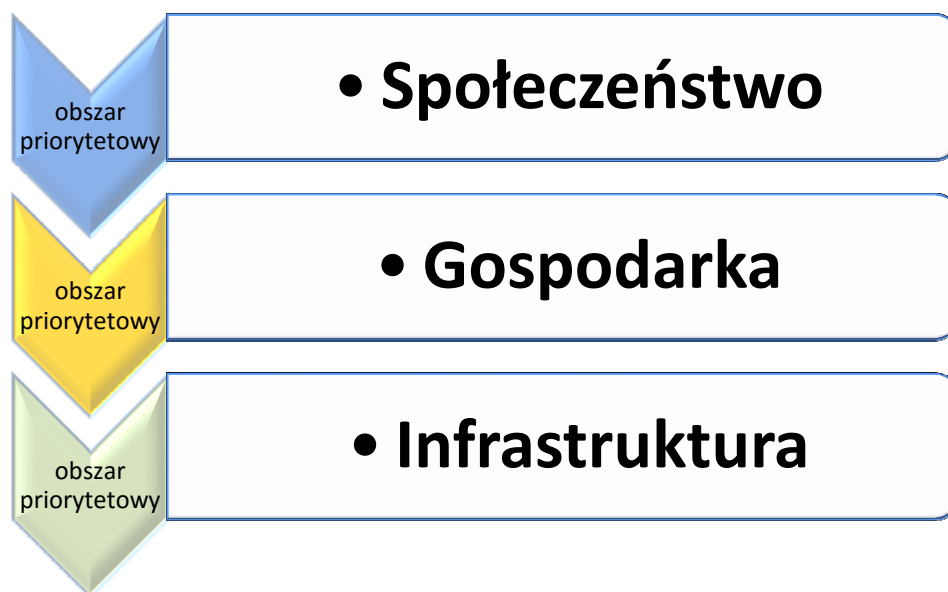 obszar
priorytetowy
• Społeczeństwo
obszar
priorytetowy
• Gospodarka
obszar
priorytetowy
• Infrastruktura